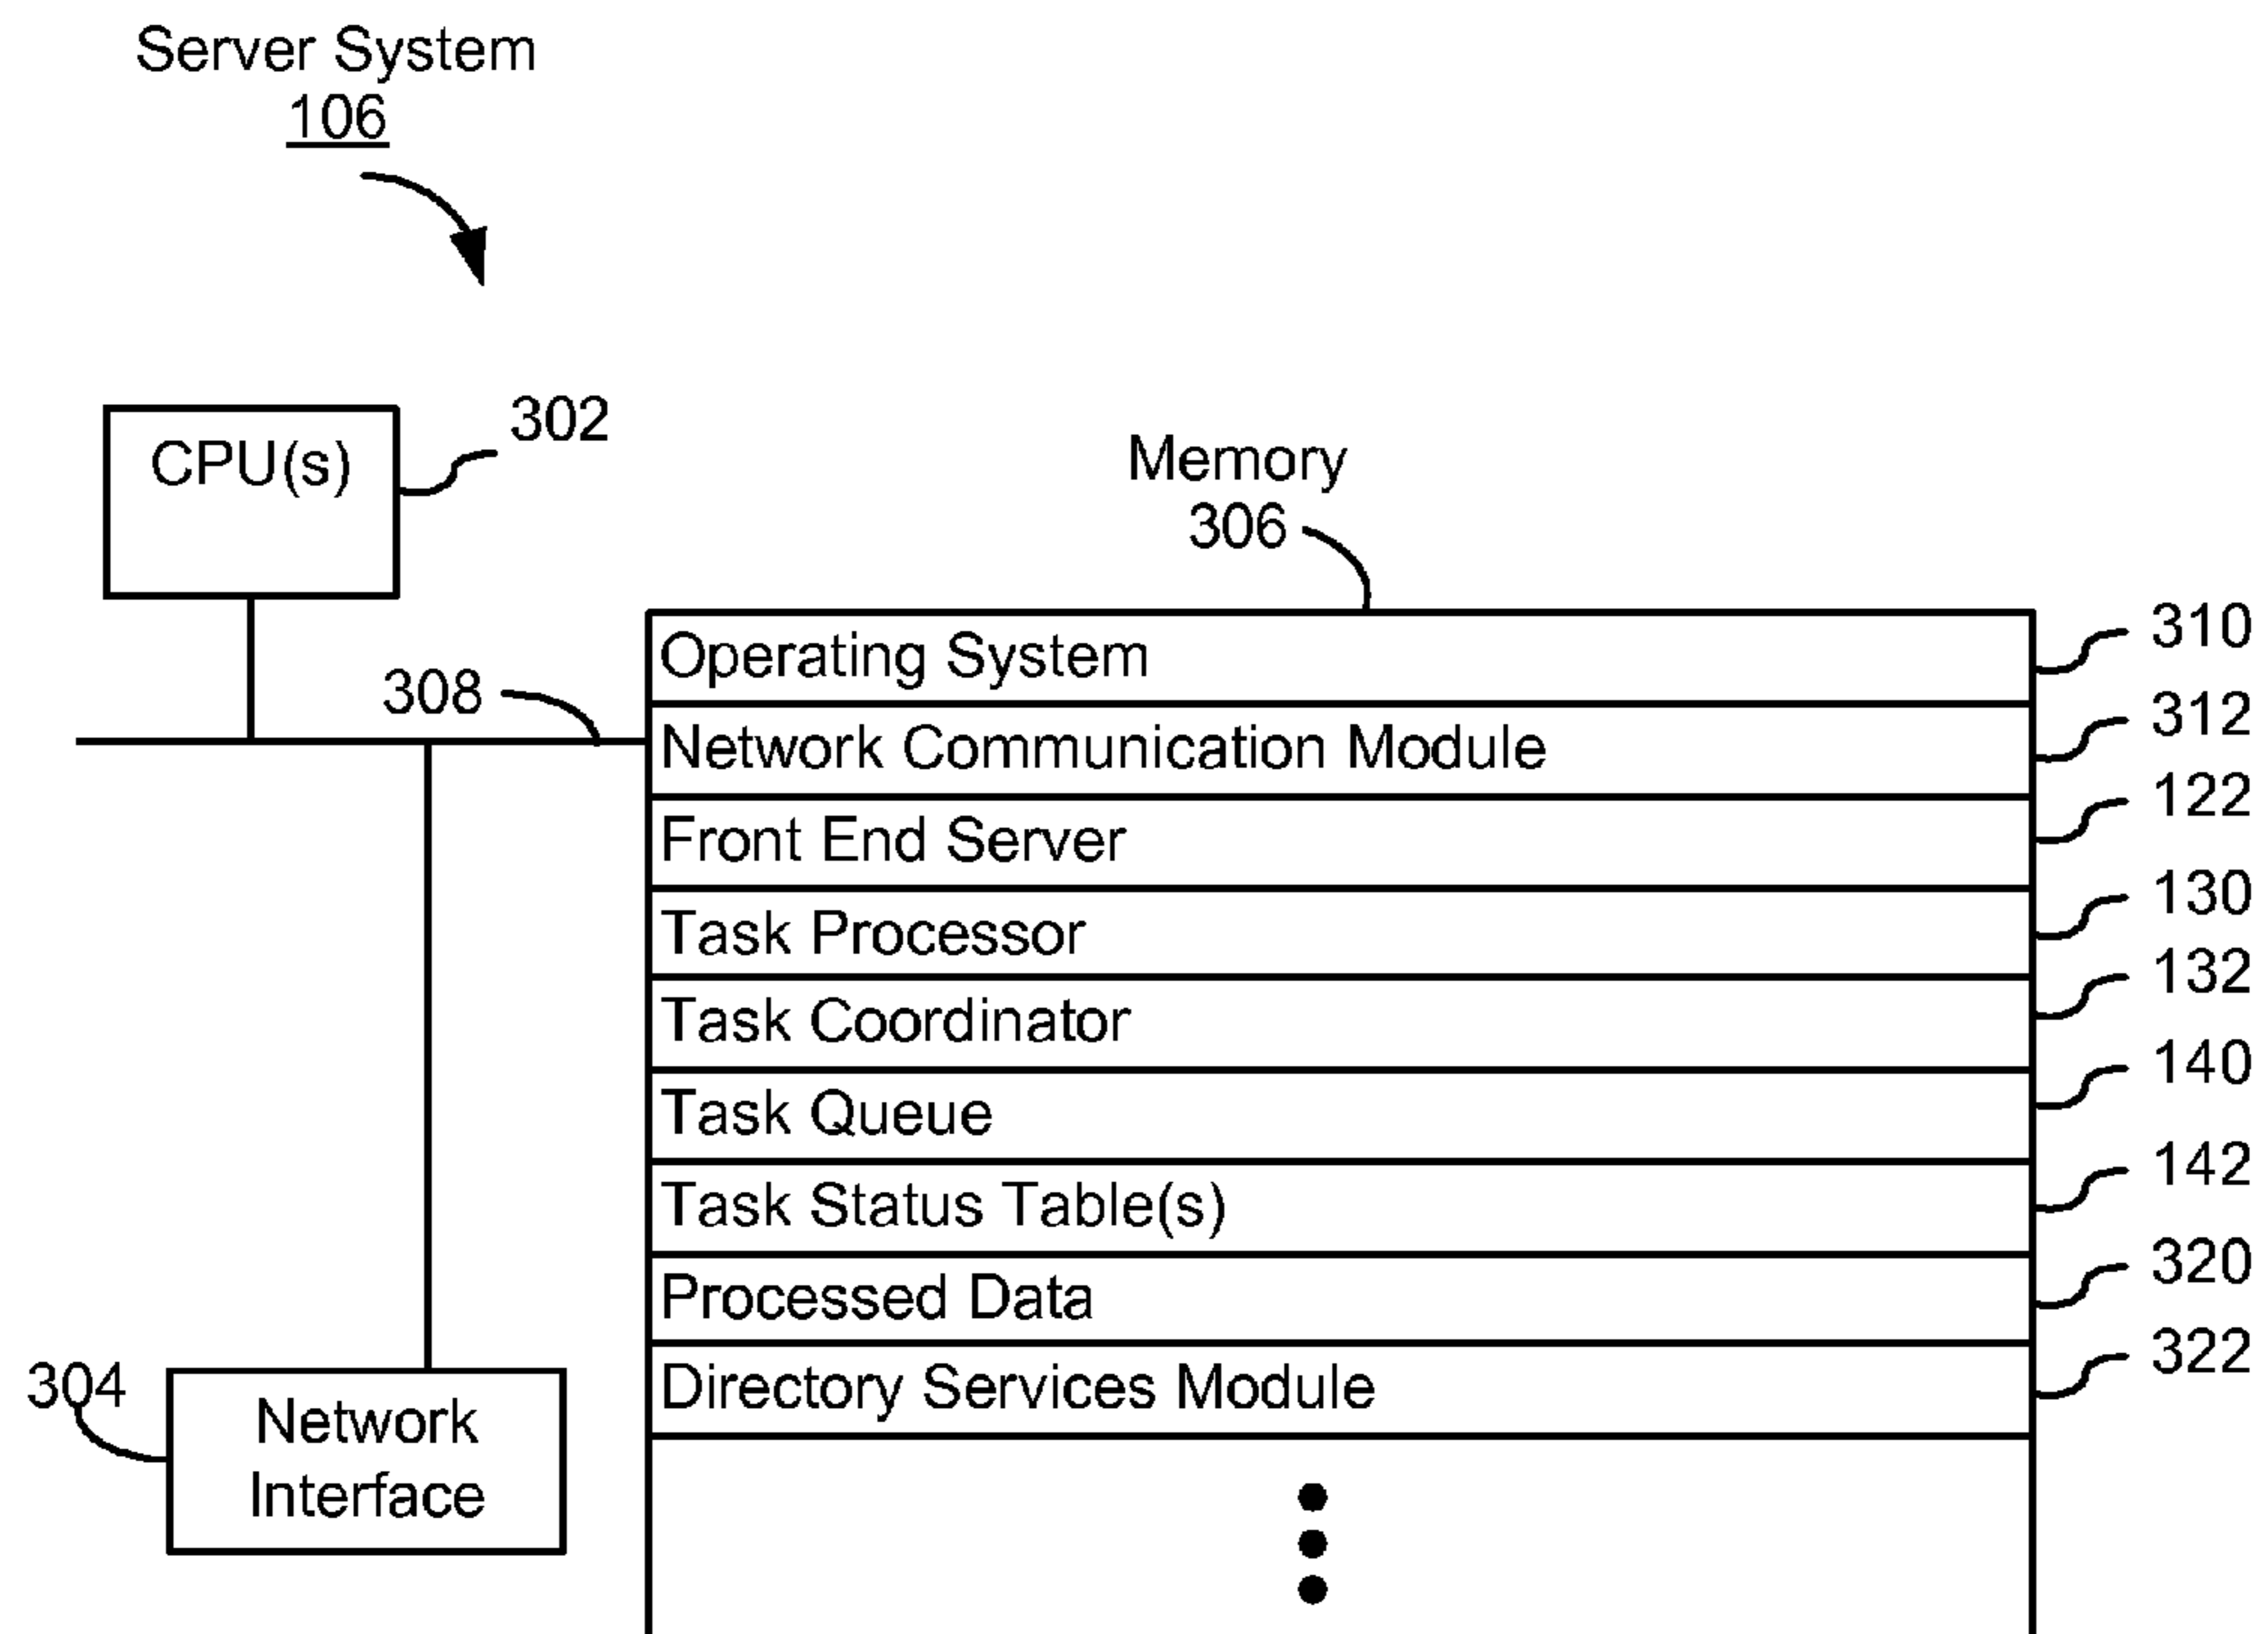 Server System
106
CPU(s)
302
Memory
306
308
Operating System
310
Network Communication Module
312
Front End Server
122
Task Processor
130
Task Coordinator
132
Task Queue
140
Task Status Table(s)
142
Processed Data
320
Directory Services Module
322
304
Network
Interface